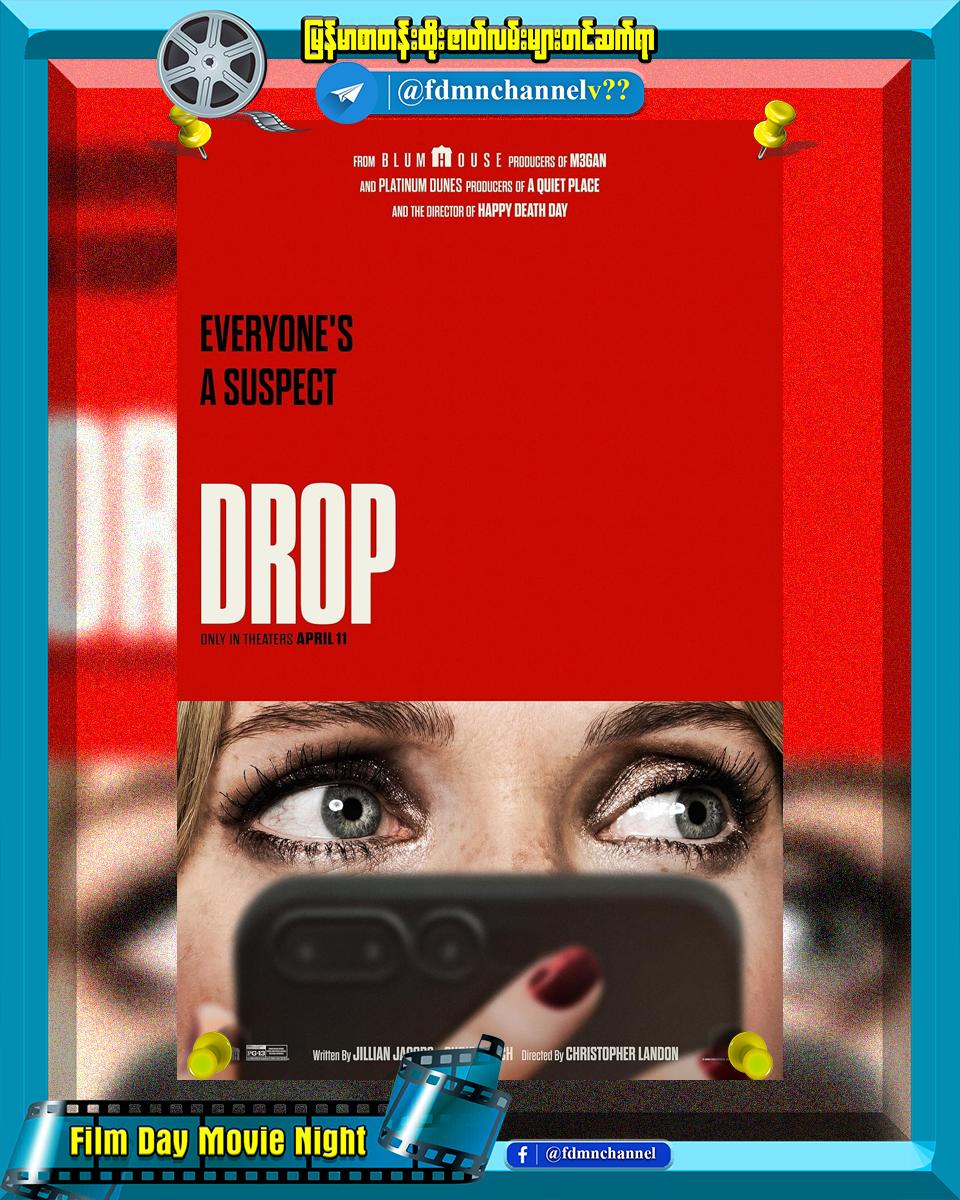 မြန်မာစာတန်းထိုးဇာတ်လမ်းများတင်ဆက်ရာ
@fdmnchannelv??
FROM BLUMHOUSE PRODUCERS OF M3GAN
AND PLATINUM DUNES PRODUCERS OF A QUIET PLACE
AND THE DIRECTOR OF HAPPY DEATH DAY
EVERYONE'S
A SUSPECT
DROP
ONLY IN THEATERS APRIL 11
PG-13
Written By JILLIAN Directed By CHRISTOPHER LANDON
Film Day Movie Night
f @fdmnchannel